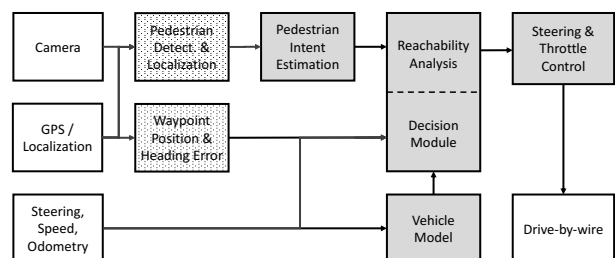 Camera
Pedestrian
Detect. &
Localization
Pedestrian
Intent
Estimation
Reachability
Analysis
Steering &
Throttle
Control
GPS /
Localization
Waypoint
Position &
Heading Error
Decision
Module
Steering,
Speed,
Odometry
Vehicle
Model
Drive-by-wire